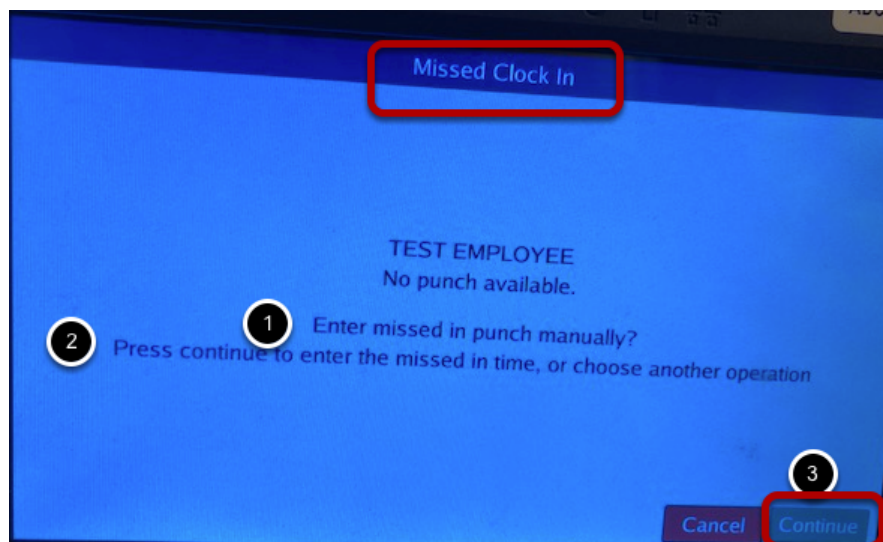 Missed Clock In
TEST EMPLOYEE
No punch available.
1
Enter missed in punch manually?
2
Press continue to enter the missed in time, or choose another operation
3
Cancel
Continue